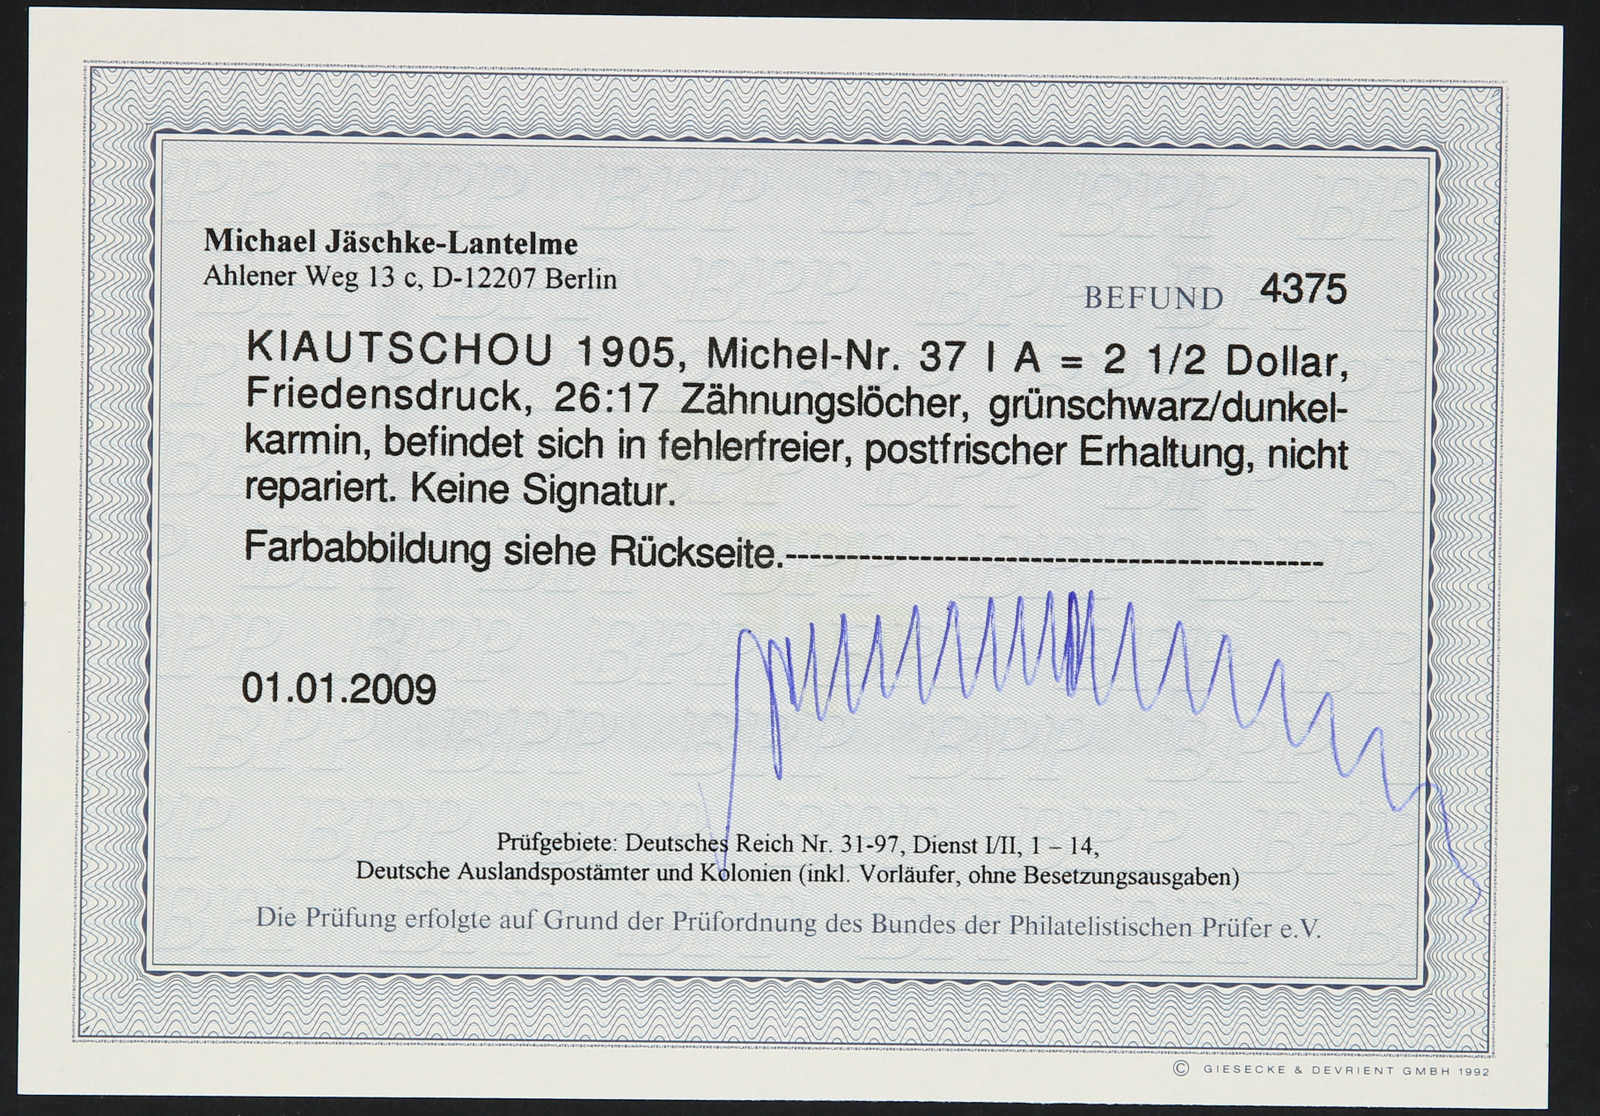 Michael Jäschke-Lantelme
Ahlener Weg 13 c, D-12207 Berlin
BEFUND 4375
KIAUTSCHOU 1905, Michel-Nr. 37 I A = 2 1/2 Dollar,
Friedensdruck, 26:17 Zähnungslöcher, grünschwarz/dunkel-
karmin, befindet sich in fehlerfreier, postfrischer Erhaltung, nicht
repariert. Keine Signatur.
Farbabbildung siehe Rückseite.--------------------------------------------
01.01.2009
Prüfgebiete: Deutsches Reich Nr. 31-97, Dienst I/II, 1 – 14,
Deutsche Auslandspostämter und Kolonien (inkl. Vorläufer, ohne Besetzungsausgaben)
Die Prüfung erfolgte auf Grund der Prüfordnung des Bundes der Philatelistischen Prüfer e.V.
© GIESECKE & DEVRIENT GMBH 1992